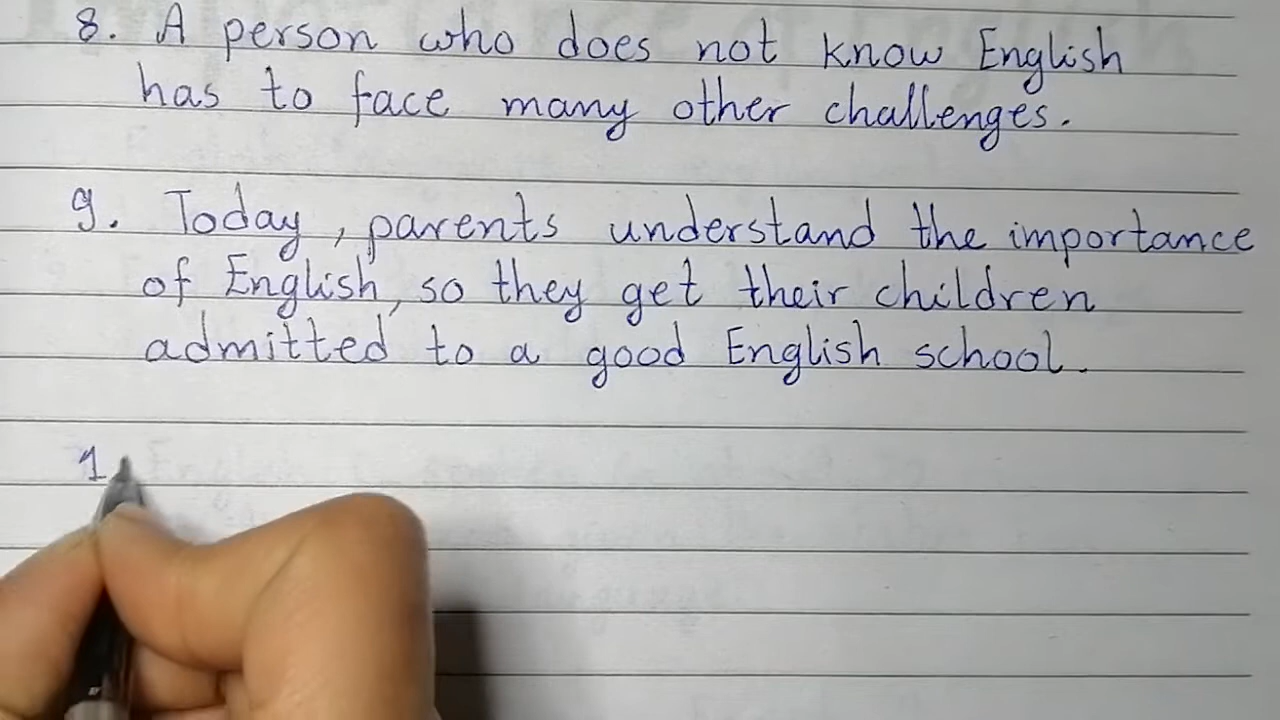 8. A person who does not know English
has to face many other challenges.
9. Today, parents understand the importance
of English, so they get their children
admitted to a good English school.
1